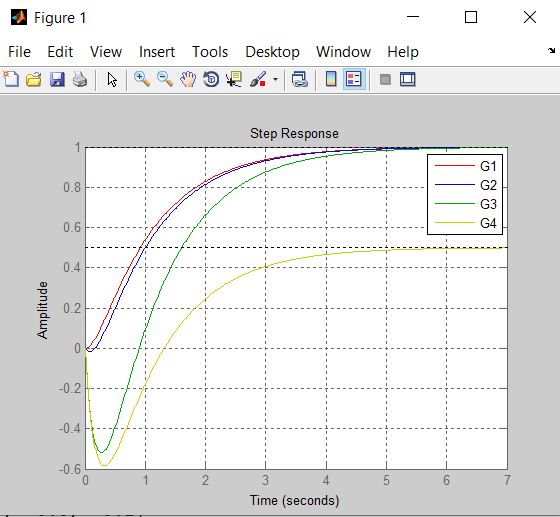 Figure 1
File Edit View Insert Tools Desktop Window Help
Step Response
1
0.8
0.6
0.4
0.2
0
-0.2
-0.4
-0.6
Amplitude
G1
G2
G3
G4
0 1 2 3 4 5 6 7
Time (seconds)